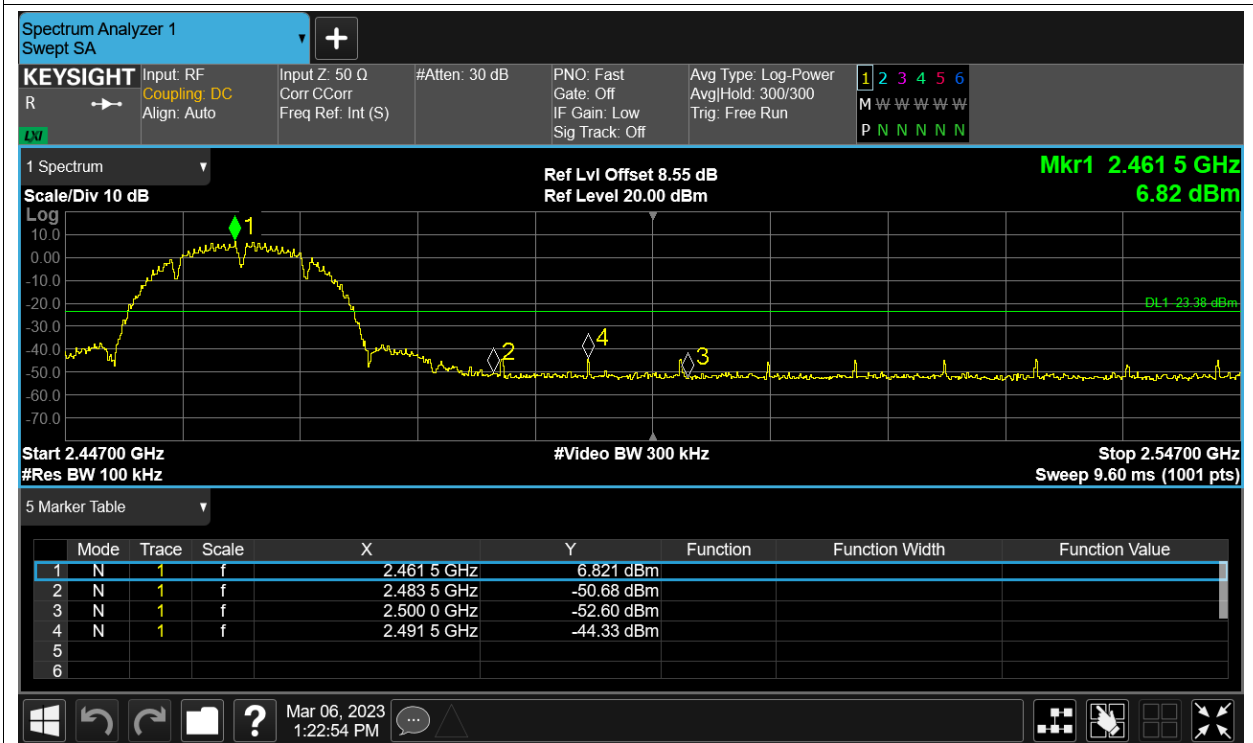 Spectrum Analyzer 1
Swept SA
KEYSIGHT
R
LXI
Input: RF
Coupling: DC
Align: Auto
Input Z: 50 Ω
Corr CCorr
Freq Ref: Int (S)
#Atten: 30 dB
PNO: Fast
Gate: Off
IF Gain: Low
Sig Track: Off
Avg Type: Log-Power
Avg|Hold: 300/300
Trig: Free Run
1 2 3 4 5 6
M W W W W W
P N N N N N
1 Spectrum
Scale/Div 10 dB
Ref Lvl Offset 8.55 dB
Ref Level 20.00 dBm
Mkr1 2.461 5 GHz
6.82 dBm
Log
10.0
0.00
-10.0
-20.0
-30.0
-40.0
-50.0
-60.0
-70.0
1
2
4
3
DL1 23.38 dBm
Start 2.44700 GHz #Video BW 300 kHz Stop 2.54700 GHz
#Res BW 100 kHz Sweep 9.60 ms (1001 pts)
5 Marker Table
Mode Trace Scale X Y Function Function Width Function Value
1 N 1 f 2.461 5 GHz 6.821 dBm
2 N 1 f 2.483 5 GHz -50.68 dBm
3 N 1 f 2.500 0 GHz -52.60 dBm
4 N 1 f 2.491 5 GHz -44.33 dBm
5
6
?
Mar 06, 2023
1:22:54 PM